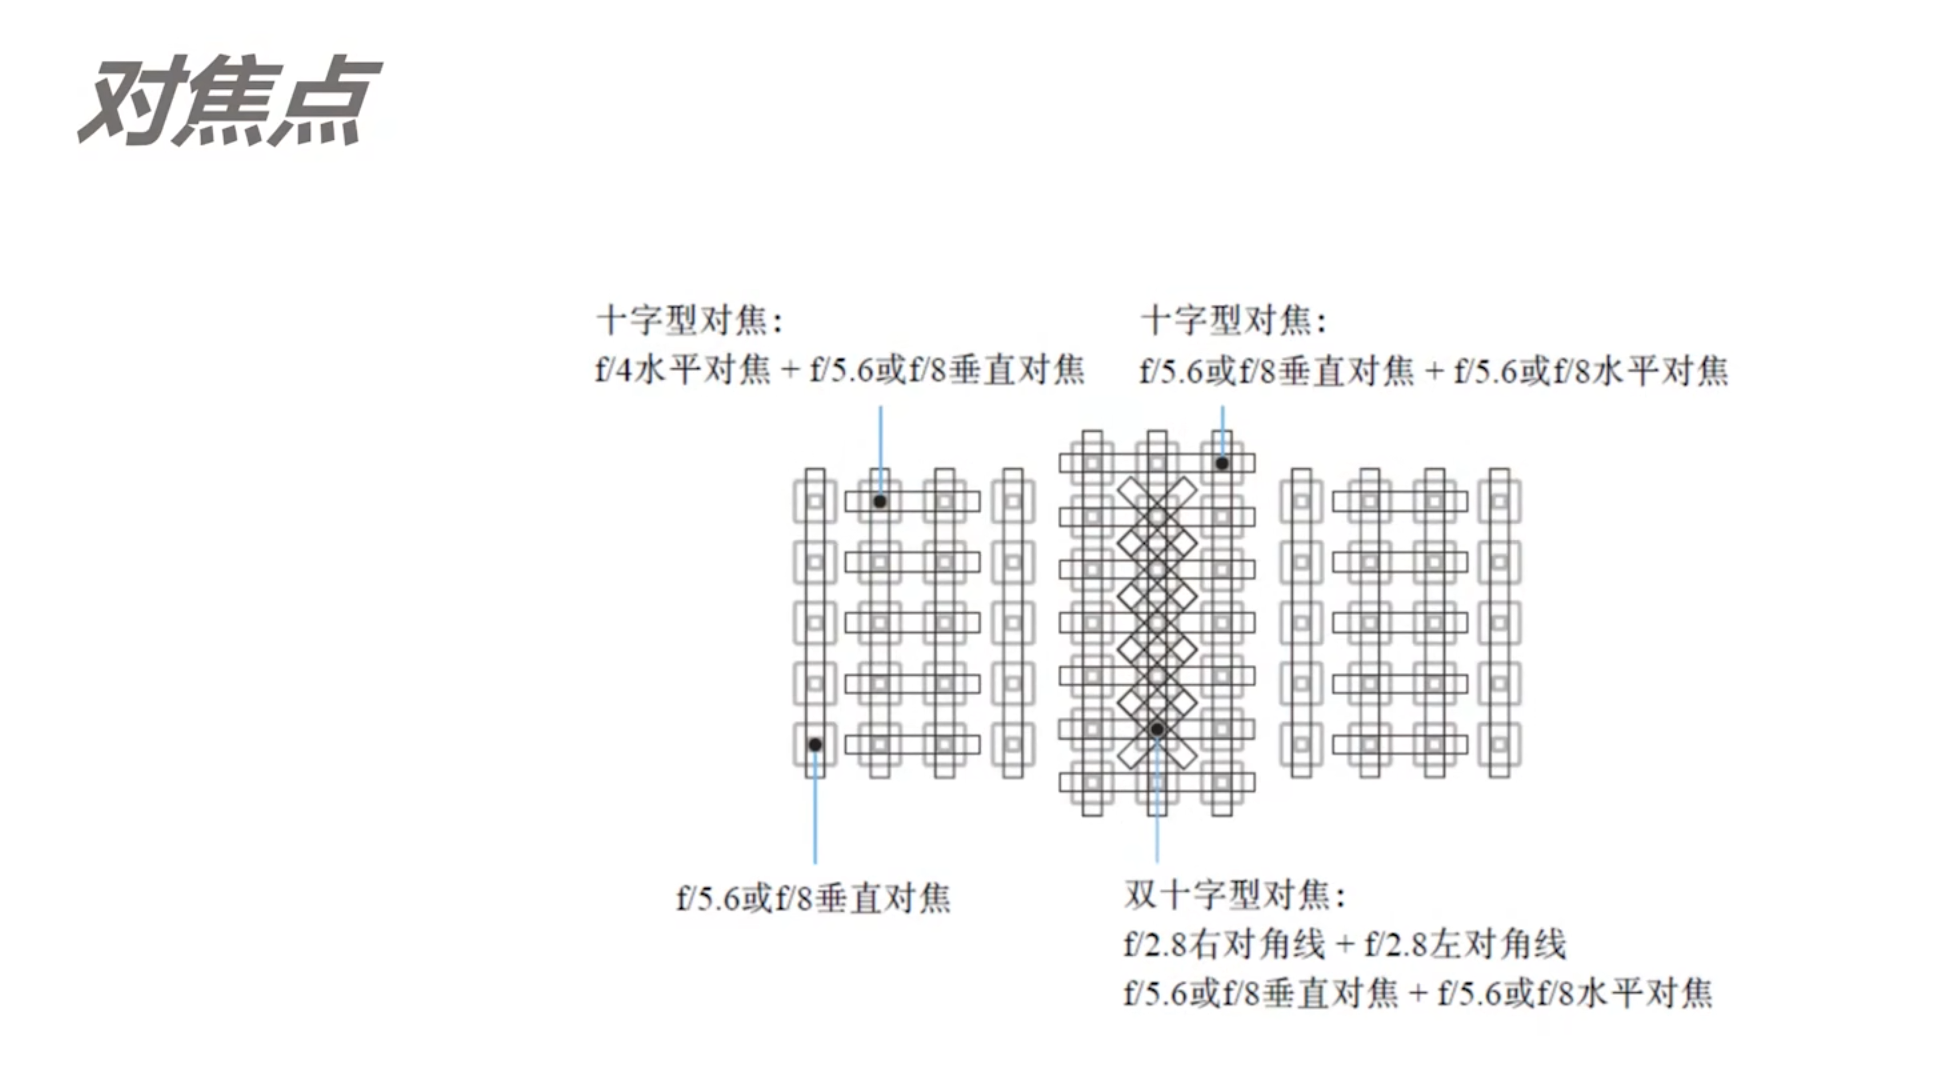 对焦点
十字型对焦：
f/4水平对焦 + f/5.6或f/8垂直对焦
十字型对焦：
f/5.6或f/8垂直对焦 + f/5.6或f/8水平对焦
f/5.6或f/8垂直对焦
双十字型对焦：
f/2.8右对角线 + f/2.8左对角线
f/5.6或f/8垂直对焦 + f/5.6或f/8水平对焦